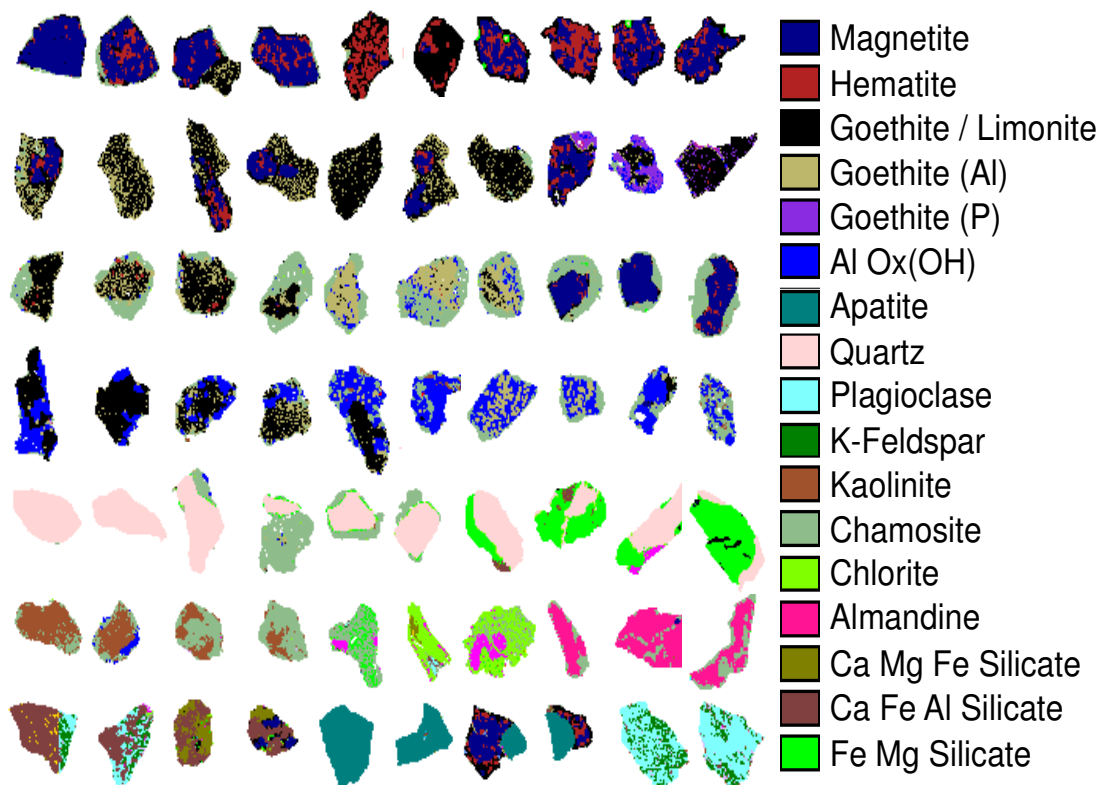 Magnetite
Hematite
Goethite / Limonite
Goethite (Al)
Goethite (P)
Al Ox(OH)
Apatite
Quartz
Plagioclase
K-Feldspar
Kaolinite
Chamosite
Chlorite
Almandine
Ca Mg Fe Silicate
Ca Fe Al Silicate
Fe Mg Silicate